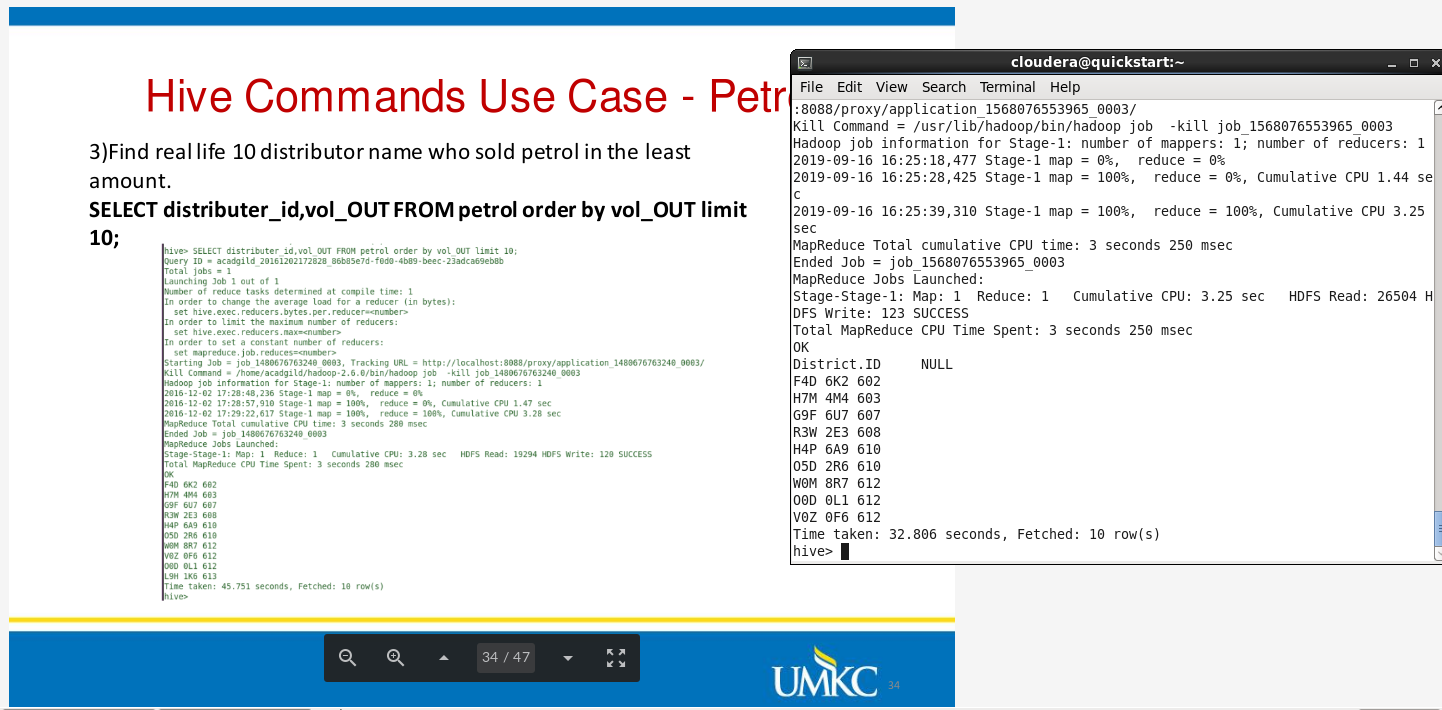 Hive Commands Use Case - Petr
3)Find real life 10 distributor name who sold petrol in the least
amount.
SELECT distributer_id,vol_OUT FROM petrol order by vol_OUT limit
10;
hive> SELECT distributer_id,vol_OUT FROM petrol order by vol_OUT limit 10;
Query ID = acadgild_20161202172828_86b85e7d-f0d0-4b89-beec-23adca69eb8b
Total jobs = 1
Launching Job 1 out of 1
Number of reduce tasks determined at compile time: 1
In order to change the average load for a reducer (in bytes):
set hive.exec.reducers.bytes.per.reducer=<number>
In order to limit the maximum number of reducers:
set hive.exec.reducers.max=<number>
In order to set a constant number of reducers:
set mapreduce.job.reduces=<number>
Starting Job = job_1480676763240_0003, Tracking URL = http://localhost:8088/proxy/application_1480676763240_0003/
Kill Command = /home/acadgild/hadoop-2.6.0/bin/hadoop job  -kill job_1480676763240_0003
Hadoop job information for Stage-1: number of mappers: 1; number of reducers: 1
2016-12-02 17:28:48,236 Stage-1 map = 0%,  reduce = 0%
2016-12-02 17:28:57,910 Stage-1 map = 100%,  reduce = 0%, Cumulative CPU 1.47 sec
2016-12-02 17:29:22,617 Stage-1 map = 100%,  reduce = 100%, Cumulative CPU 3.28 sec
MapReduce Total cumulative CPU time: 3 seconds 280 msec
Ended Job = job_1480676763240_0003
MapReduce Jobs Launched:
Stage-Stage-1: Map: 1  Reduce: 1   Cumulative CPU: 3.28 sec   HDFS Read: 19294 HDFS Write: 120 SUCCESS
Total MapReduce CPU Time Spent: 3 seconds 280 msec
OK
F4D 6K2 602
H7M 4M4 603
G9F 6U7 607
R3W 2E3 608
H4P 6A9 610
O5D 2R6 610
W0M 8R7 612
V0Z 0F6 612
O0D 0L1 612
L9H 1K6 613
Time taken: 45.751 seconds, Fetched: 10 row(s)
hive>
34 / 47
UMKC
34
cloudera@quickstart:~
File Edit View Search Terminal Help
:8088/proxy/application_1568076553965_0003/
Kill Command = /usr/lib/hadoop/bin/hadoop job  -kill job_1568076553965_0003
Hadoop job information for Stage-1: number of mappers: 1; number of reducers: 1
2019-09-16 16:25:18,477 Stage-1 map = 0%,  reduce = 0%
2019-09-16 16:25:28,425 Stage-1 map = 100%,  reduce = 0%, Cumulative CPU 1.44 se
c
2019-09-16 16:25:39,310 Stage-1 map = 100%,  reduce = 100%, Cumulative CPU 3.25
sec
MapReduce Total cumulative CPU time: 3 seconds 250 msec
Ended Job = job_1568076553965_0003
MapReduce Jobs Launched:
Stage-Stage-1: Map: 1  Reduce: 1   Cumulative CPU: 3.25 sec   HDFS Read: 26504 H
DFS Write: 123 SUCCESS
Total MapReduce CPU Time Spent: 3 seconds 250 msec
OK
District.ID     NULL
F4D 6K2 602
H7M 4M4 603
G9F 6U7 607
R3W 2E3 608
H4P 6A9 610
O5D 2R6 610
W0M 8R7 612
O0D 0L1 612
V0Z 0F6 612
Time taken: 32.806 seconds, Fetched: 10 row(s)
hive>